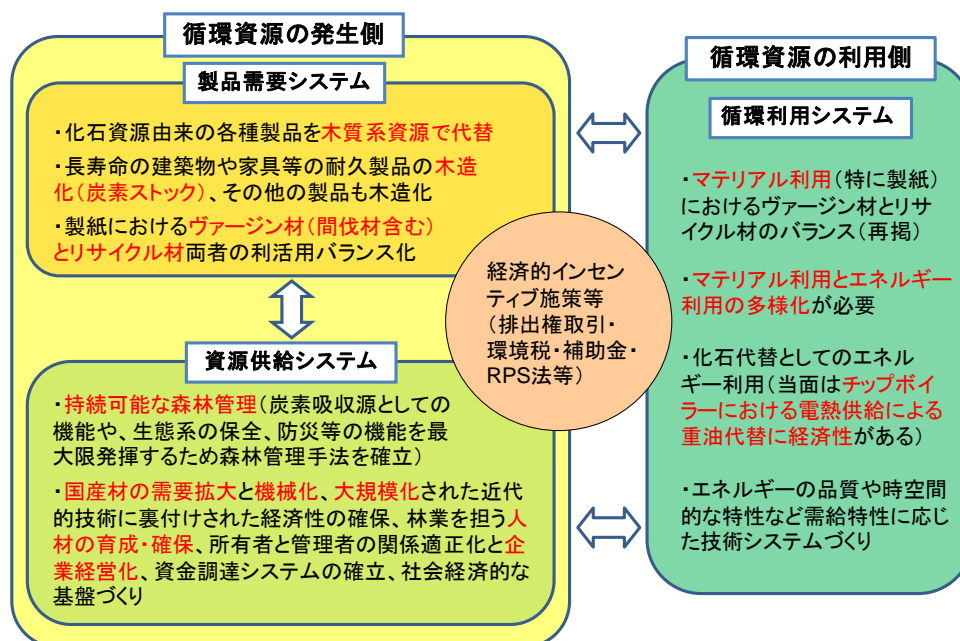 循環資源の発生側
製品需要システム
・化石資源由来の各種製品を木質系資源で代替
・長寿命の建築物や家具等の耐久製品の木造
化（炭素ストック）、その他の製品も木造化
・製紙におけるヴァージン材（間伐材含む）
とリサイクル材両者の利活用バランス化
資源供給システム
・持続可能な森林管理（炭素吸収源としての
機能や、生態系の保全、防災等の機能を最
大限発揮するため森林管理手法を確立）
・国産材の需要拡大と機械化、大規模化された近代
的技術に裏付けされた経済性の確保、林業を担う人
材の育成・確保、所有者と管理者の関係適正化と企
業経営化、資金調達システムの確立、社会経済的な
基盤づくり
経済的インセン
ティブ施策等
（排出権取引・
環境税・補助金・
RPS法等）
循環資源の利用側
循環利用システム
・マテリアル利用（特に製紙）
におけるヴァージン材とリサ
イクル材のバランス（再掲）
・マテリアル利用とエネルギー
利用の多様化が必要
・化石代替としてのエネル
ギー利用（当面はチップボイ
ラーにおける電熱供給による
重油代替に経済性がある）
・エネルギーの品質や時空間
的な特性など需給特性に応じ
た技術システムづくり